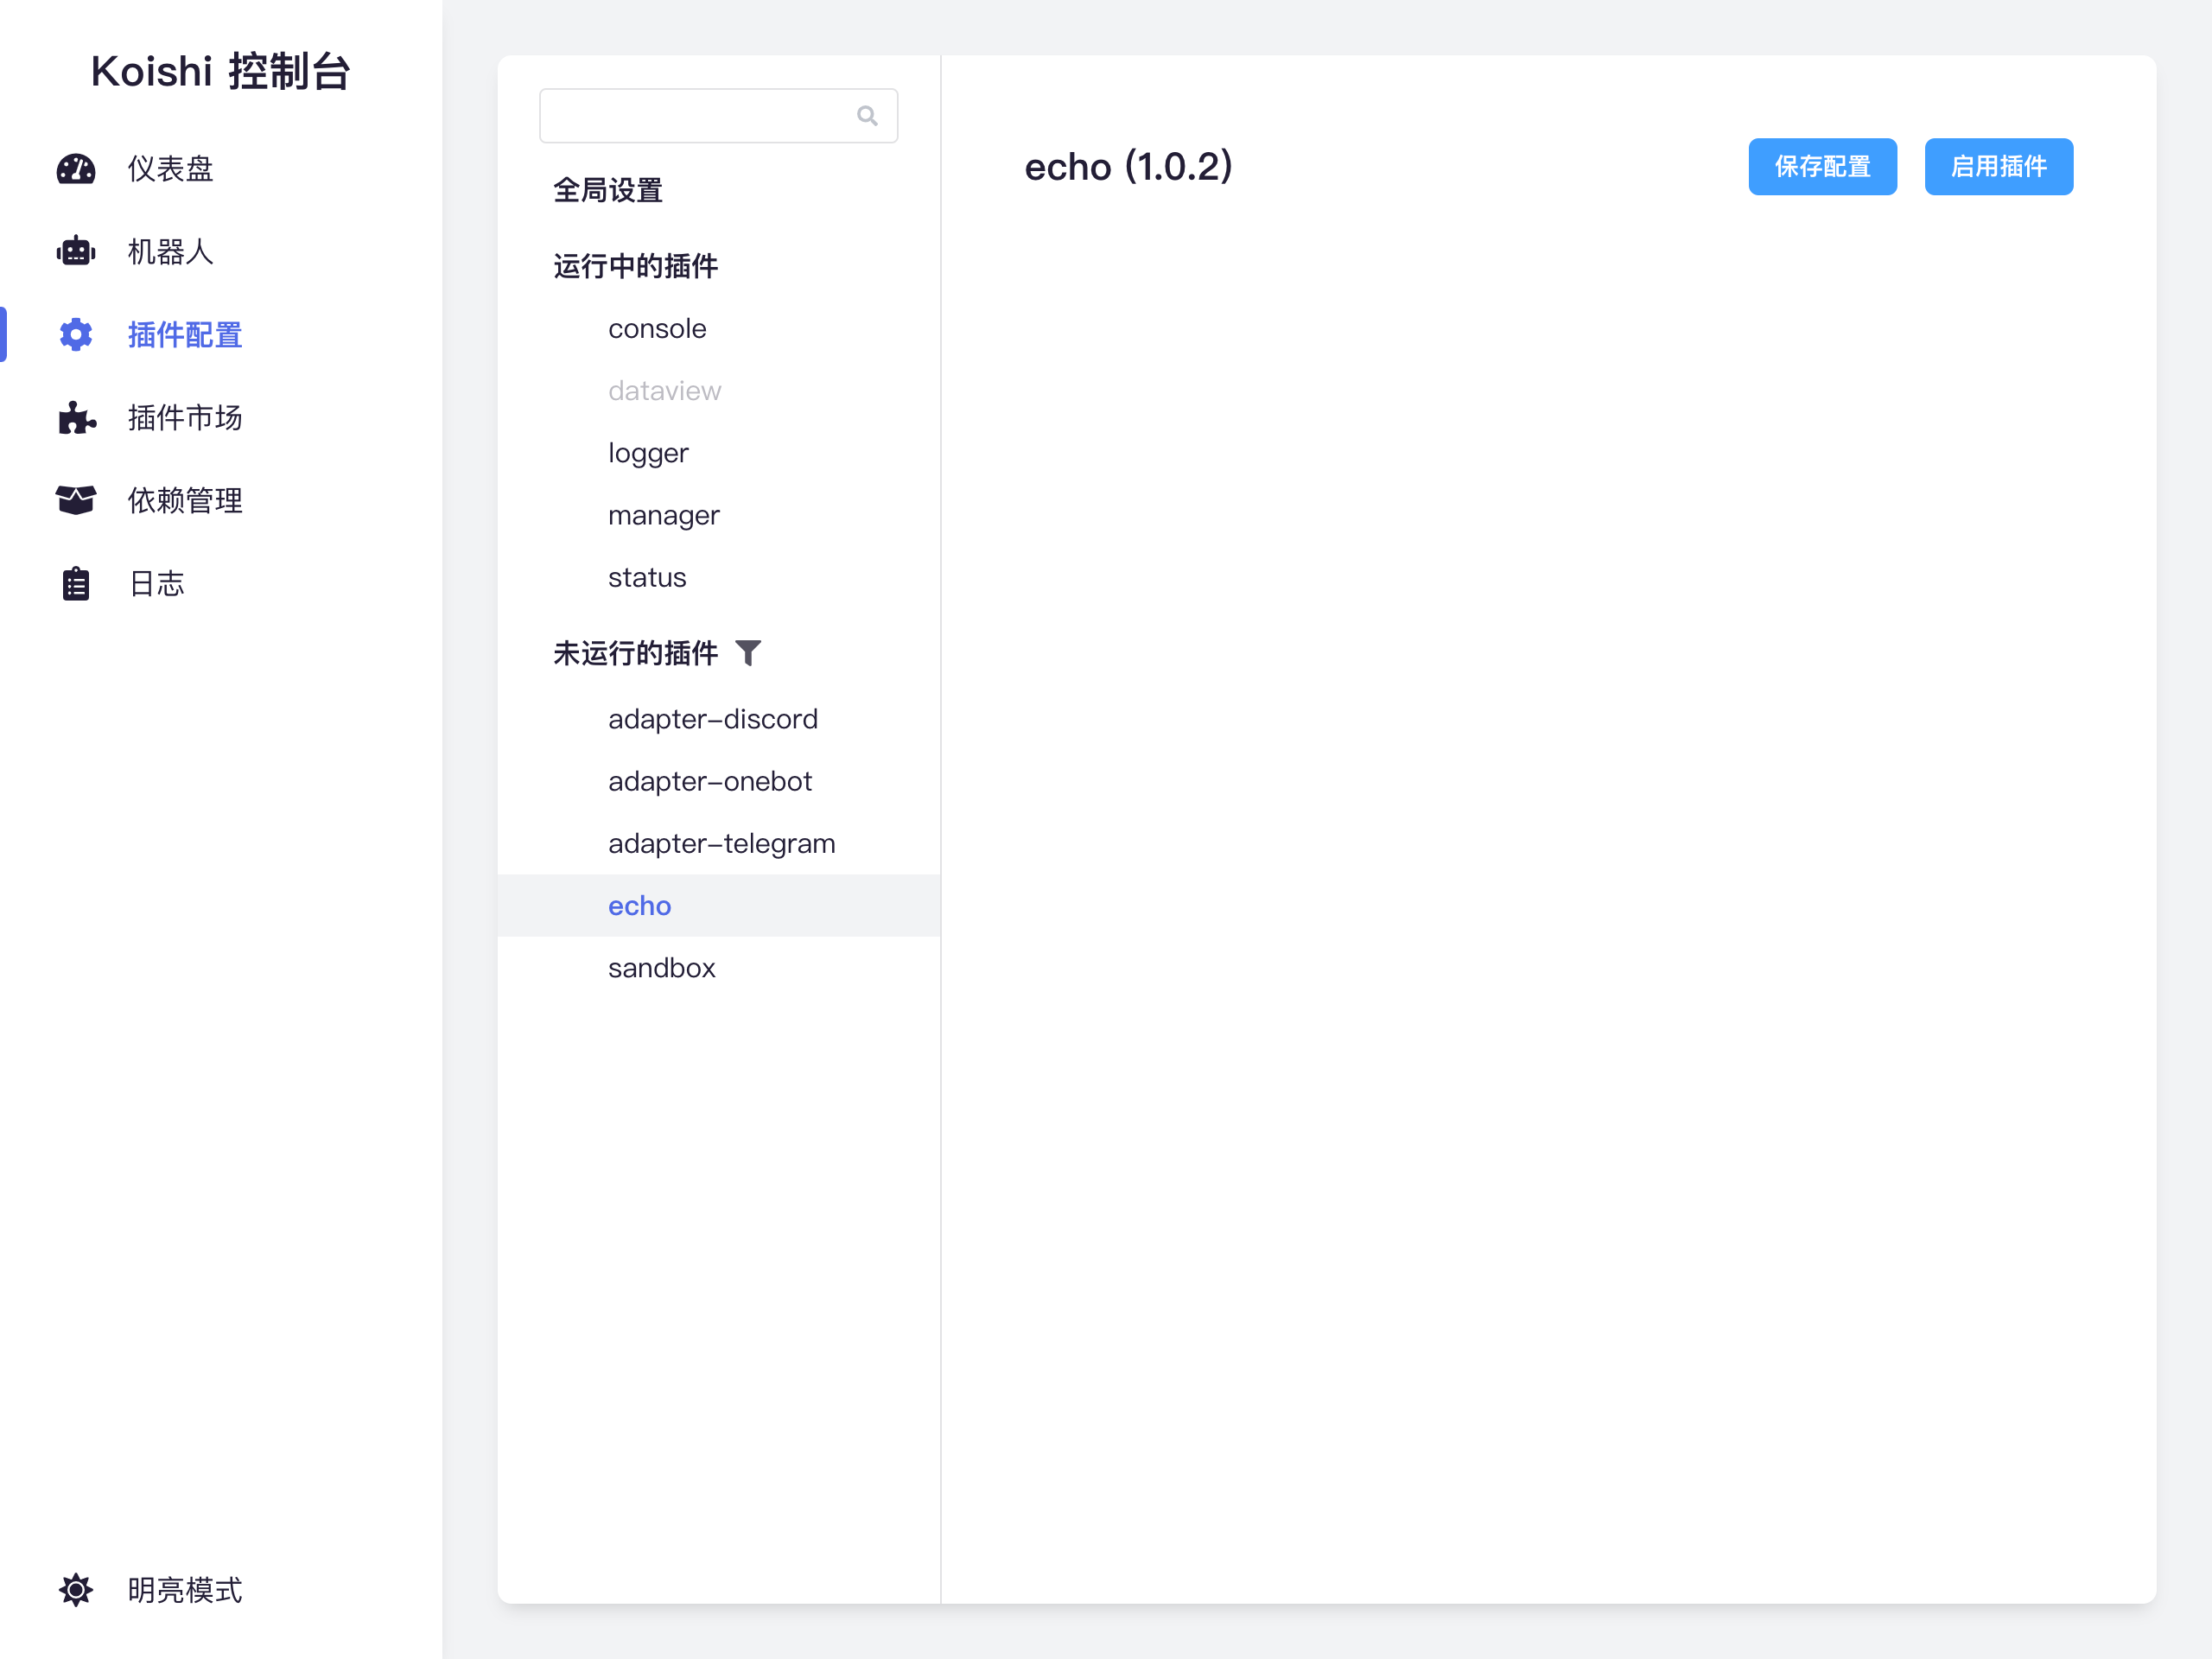 Koishi 控制台
仪表盘
机器人
插件配置
插件市场
依赖管理
日志
明亮模式
全局设置
运行中的插件
console
dataview
logger
manager
status
未运行的插件
adapter-discord
adapter-onebot
adapter-telegram
echo
sandbox
echo (1.0.2)
保存配置
启用插件